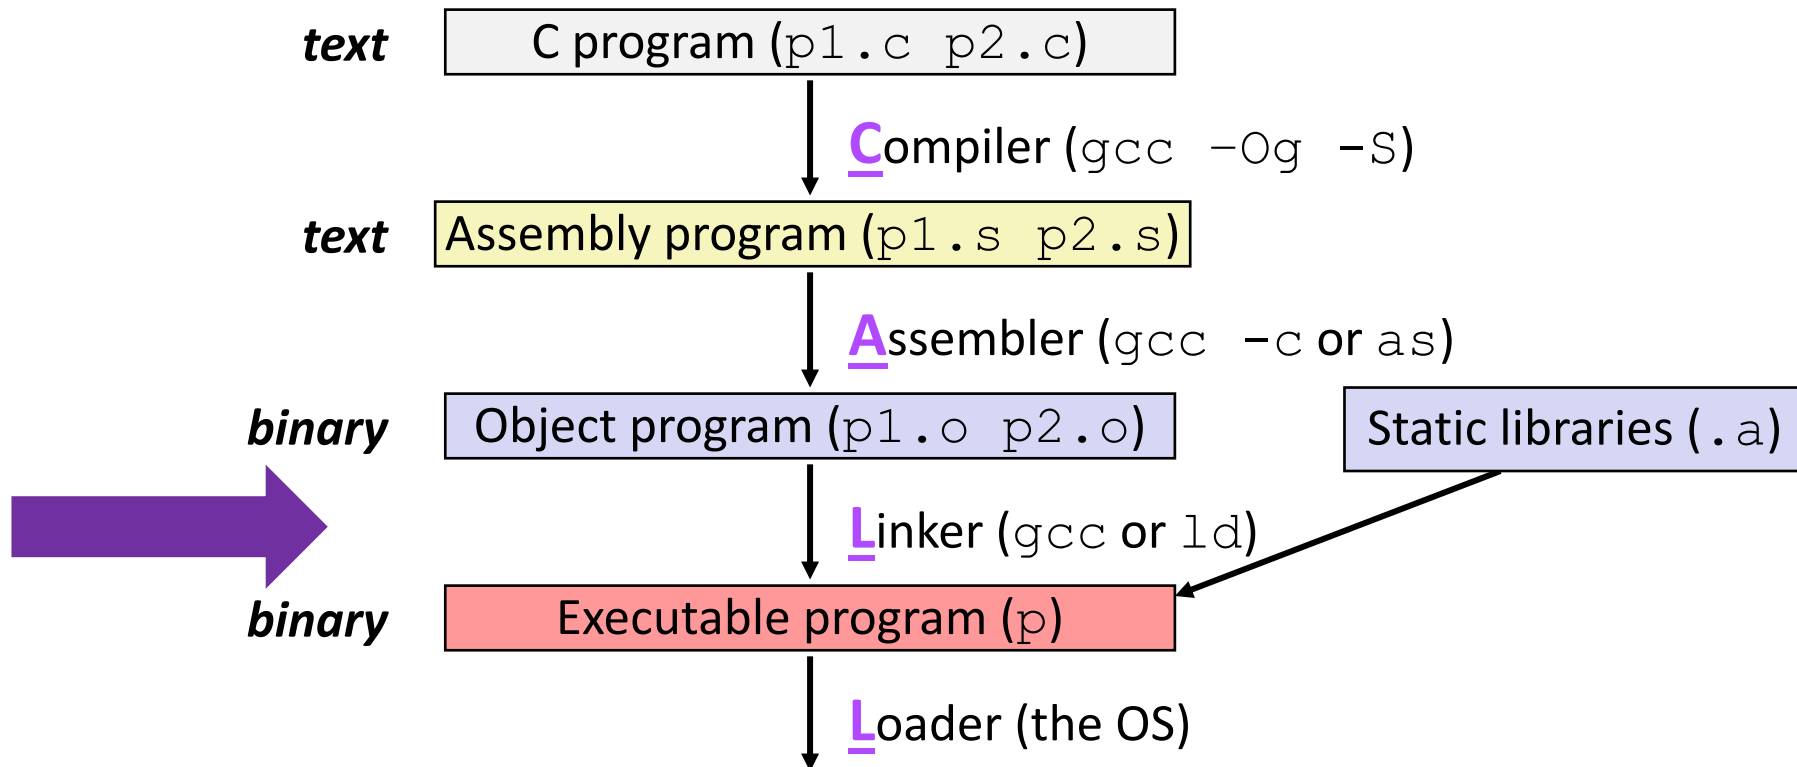 text C program (p1.c p2.c)
Compiler (gcc –Og -S)
text Assembly program (p1.s p2.s)
Assembler (gcc -c or as)
binary Object program (p1.o p2.o) Static libraries (.a)
Linker (gcc or ld)
binary Executable program (p)
Loader (the OS)